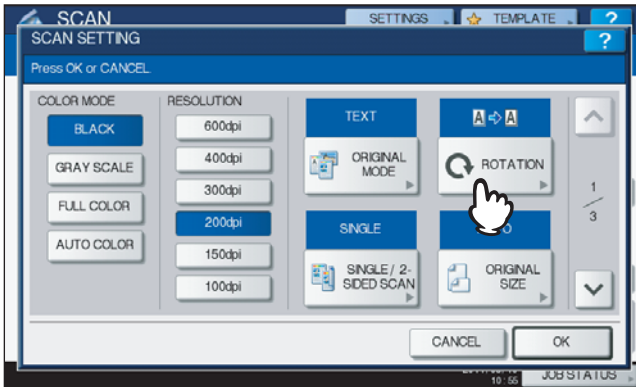 SCAN
SETTINGS
TEMPLATE
?
SCAN SETTING
?
Press OK or CANCEL.
COLOR MODE
RESOLUTION
BLACK
GRAY SCALE
FULL COLOR
AUTO COLOR
600dpi
400dpi
300dpi
200dpi
150dpi
100dpi
TEXT
ORIGINAL
MODE
A A
ROTATION
SINGLE
SINGLE / 2-
SIDED SCAN
ORIGINAL
SIZE
1
3
CANCEL
OK
10:55
JOB STATUS